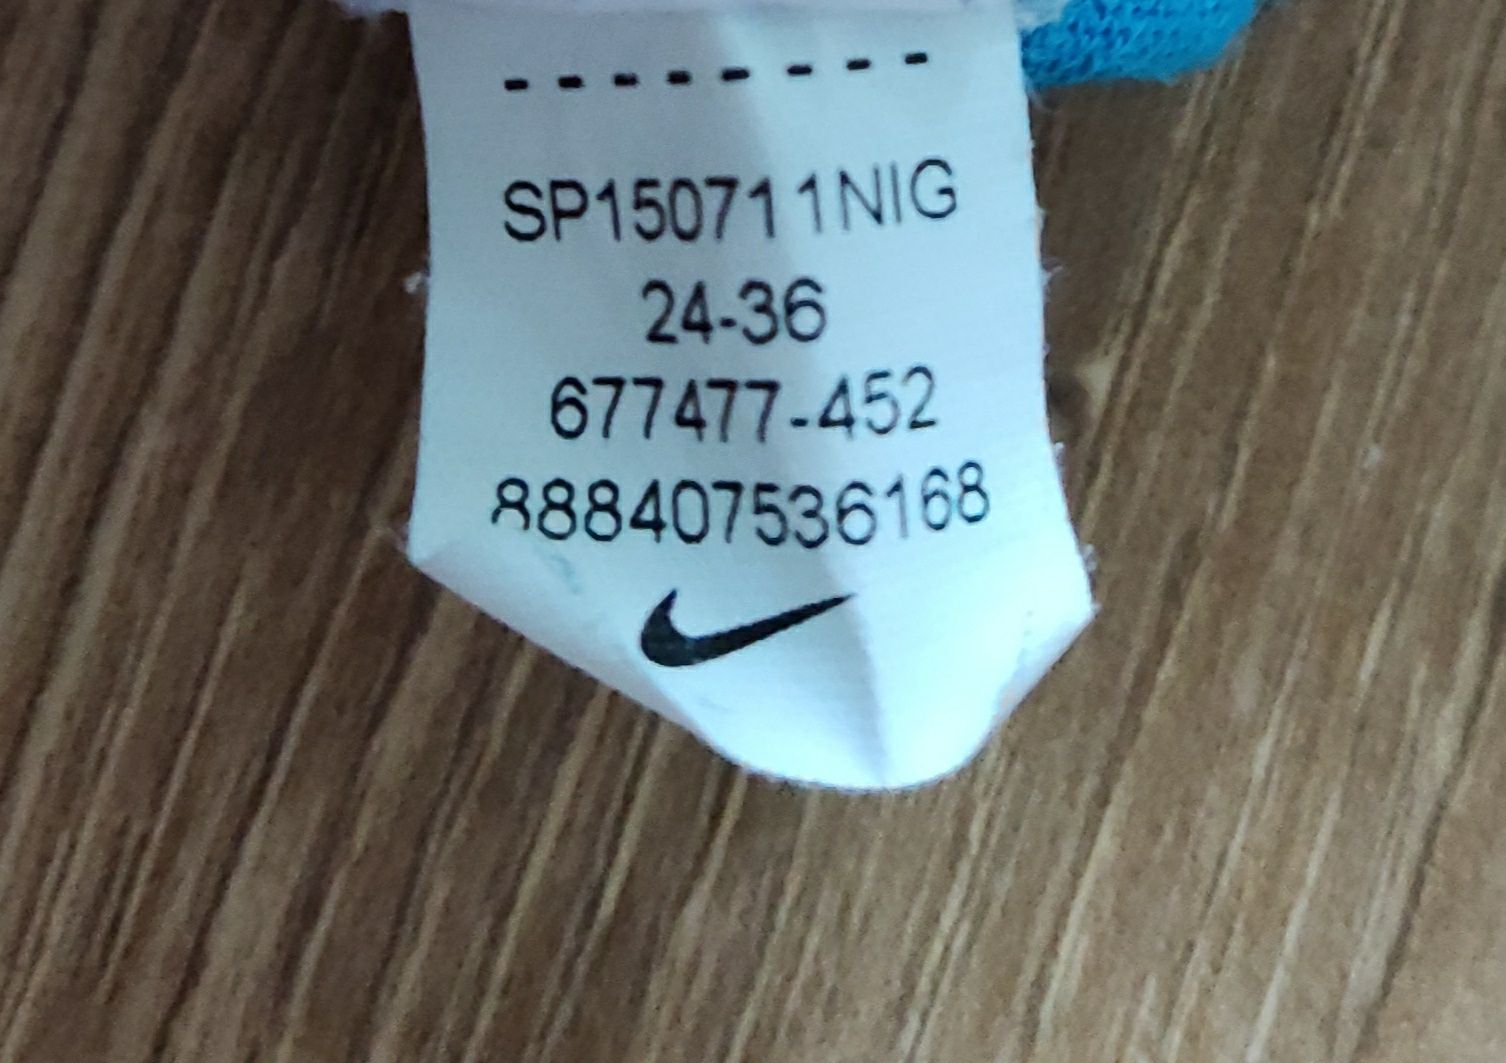 - - - - - - - -
SP150711NIG
24-36
677477-452
888407536168